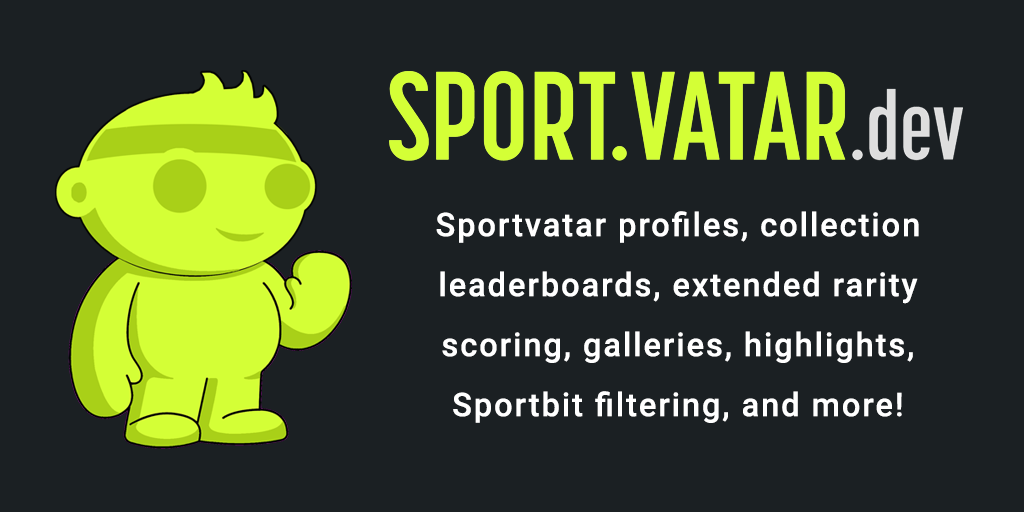 SPORT.VATAR.dev
Sportvatar profiles, collection
leaderboards, extended rarity
scoring, galleries, highlights,
Sportbit filtering, and more!